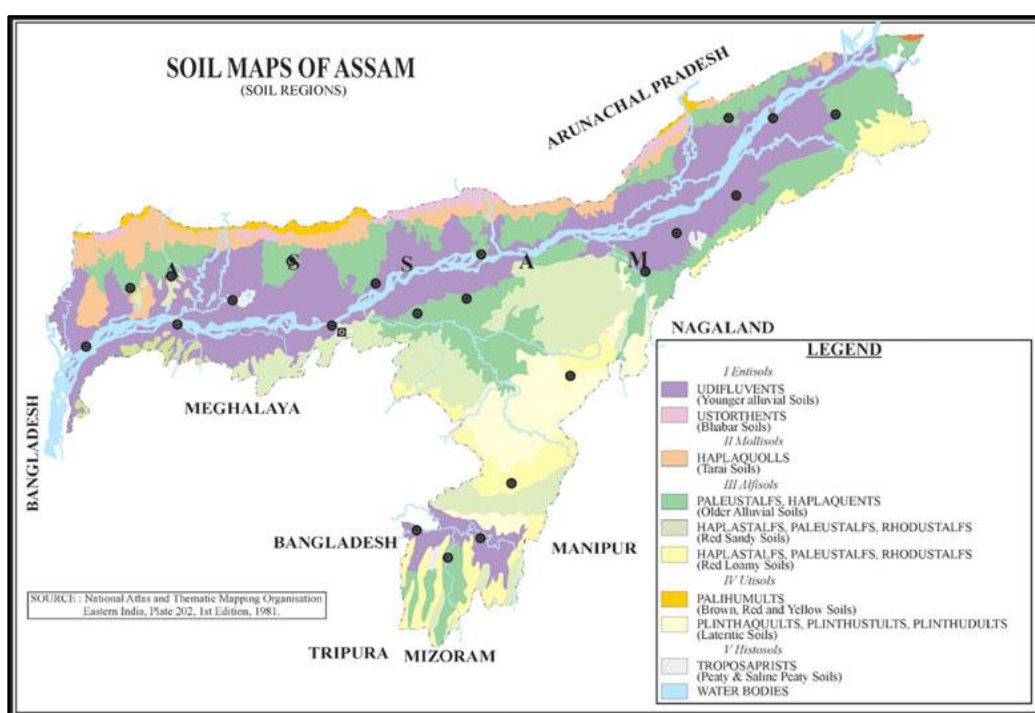 SOIL MAPS OF ASSAM
(SOIL REGIONS)
ARUNACHAL PRADESH
A S S A M
NAGALAND
MEGHALAYA
BANGLADESH
BANGLADESH
MANIPUR
TRIPURA
MIZORAM
SOURCE : National Atlas and Thematic Mapping Organisation
Eastern India, Plate 202, 1st Edition, 1981.
LEGEND
I Entisols
UDIFLUVENTS
(Younger alluvial Soils)
USTORTHENTS
(Bhabar Soils)
II Mollisols
HAPLAQUOLLS
(Tarai Soils)
III Alfisols
PALEUSTALFS, HAPLAQUENTS
(Older Alluvial Soils)
HAPLASTALFS, PALEUSTALFS, RHODUSTALFS
(Red Sandy Soils)
HAPLASTALFS, PALEUSTALFS, RHODUSTALFS
(Red Loamy Soils)
IV Utisols
PALIHUMULTS
(Brown, Red and Yellow Soils)
PLINTHAQUULTS, PLINTHUSTULTS, PLINTHUDULTS
(Lateritic Soils)
V Histosols
TROPOSAPRISTS
(Peaty & Saline Peaty Soils)
WATER BODIES